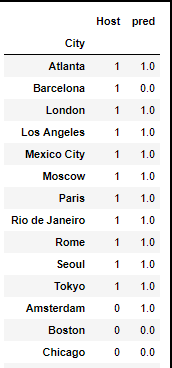 Host pred
City
Atlanta 1 1.0
Barcelona 1 0.0
London 1 1.0
Los Angeles 1 1.0
Mexico City 1 1.0
Moscow 1 1.0
Paris 1 1.0
Rio de Janeiro 1 1.0
Rome 1 1.0
Seoul 1 1.0
Tokyo 1 1.0
Amsterdam 0 1.0
Boston 0 0.0
Chicago 0 0.0